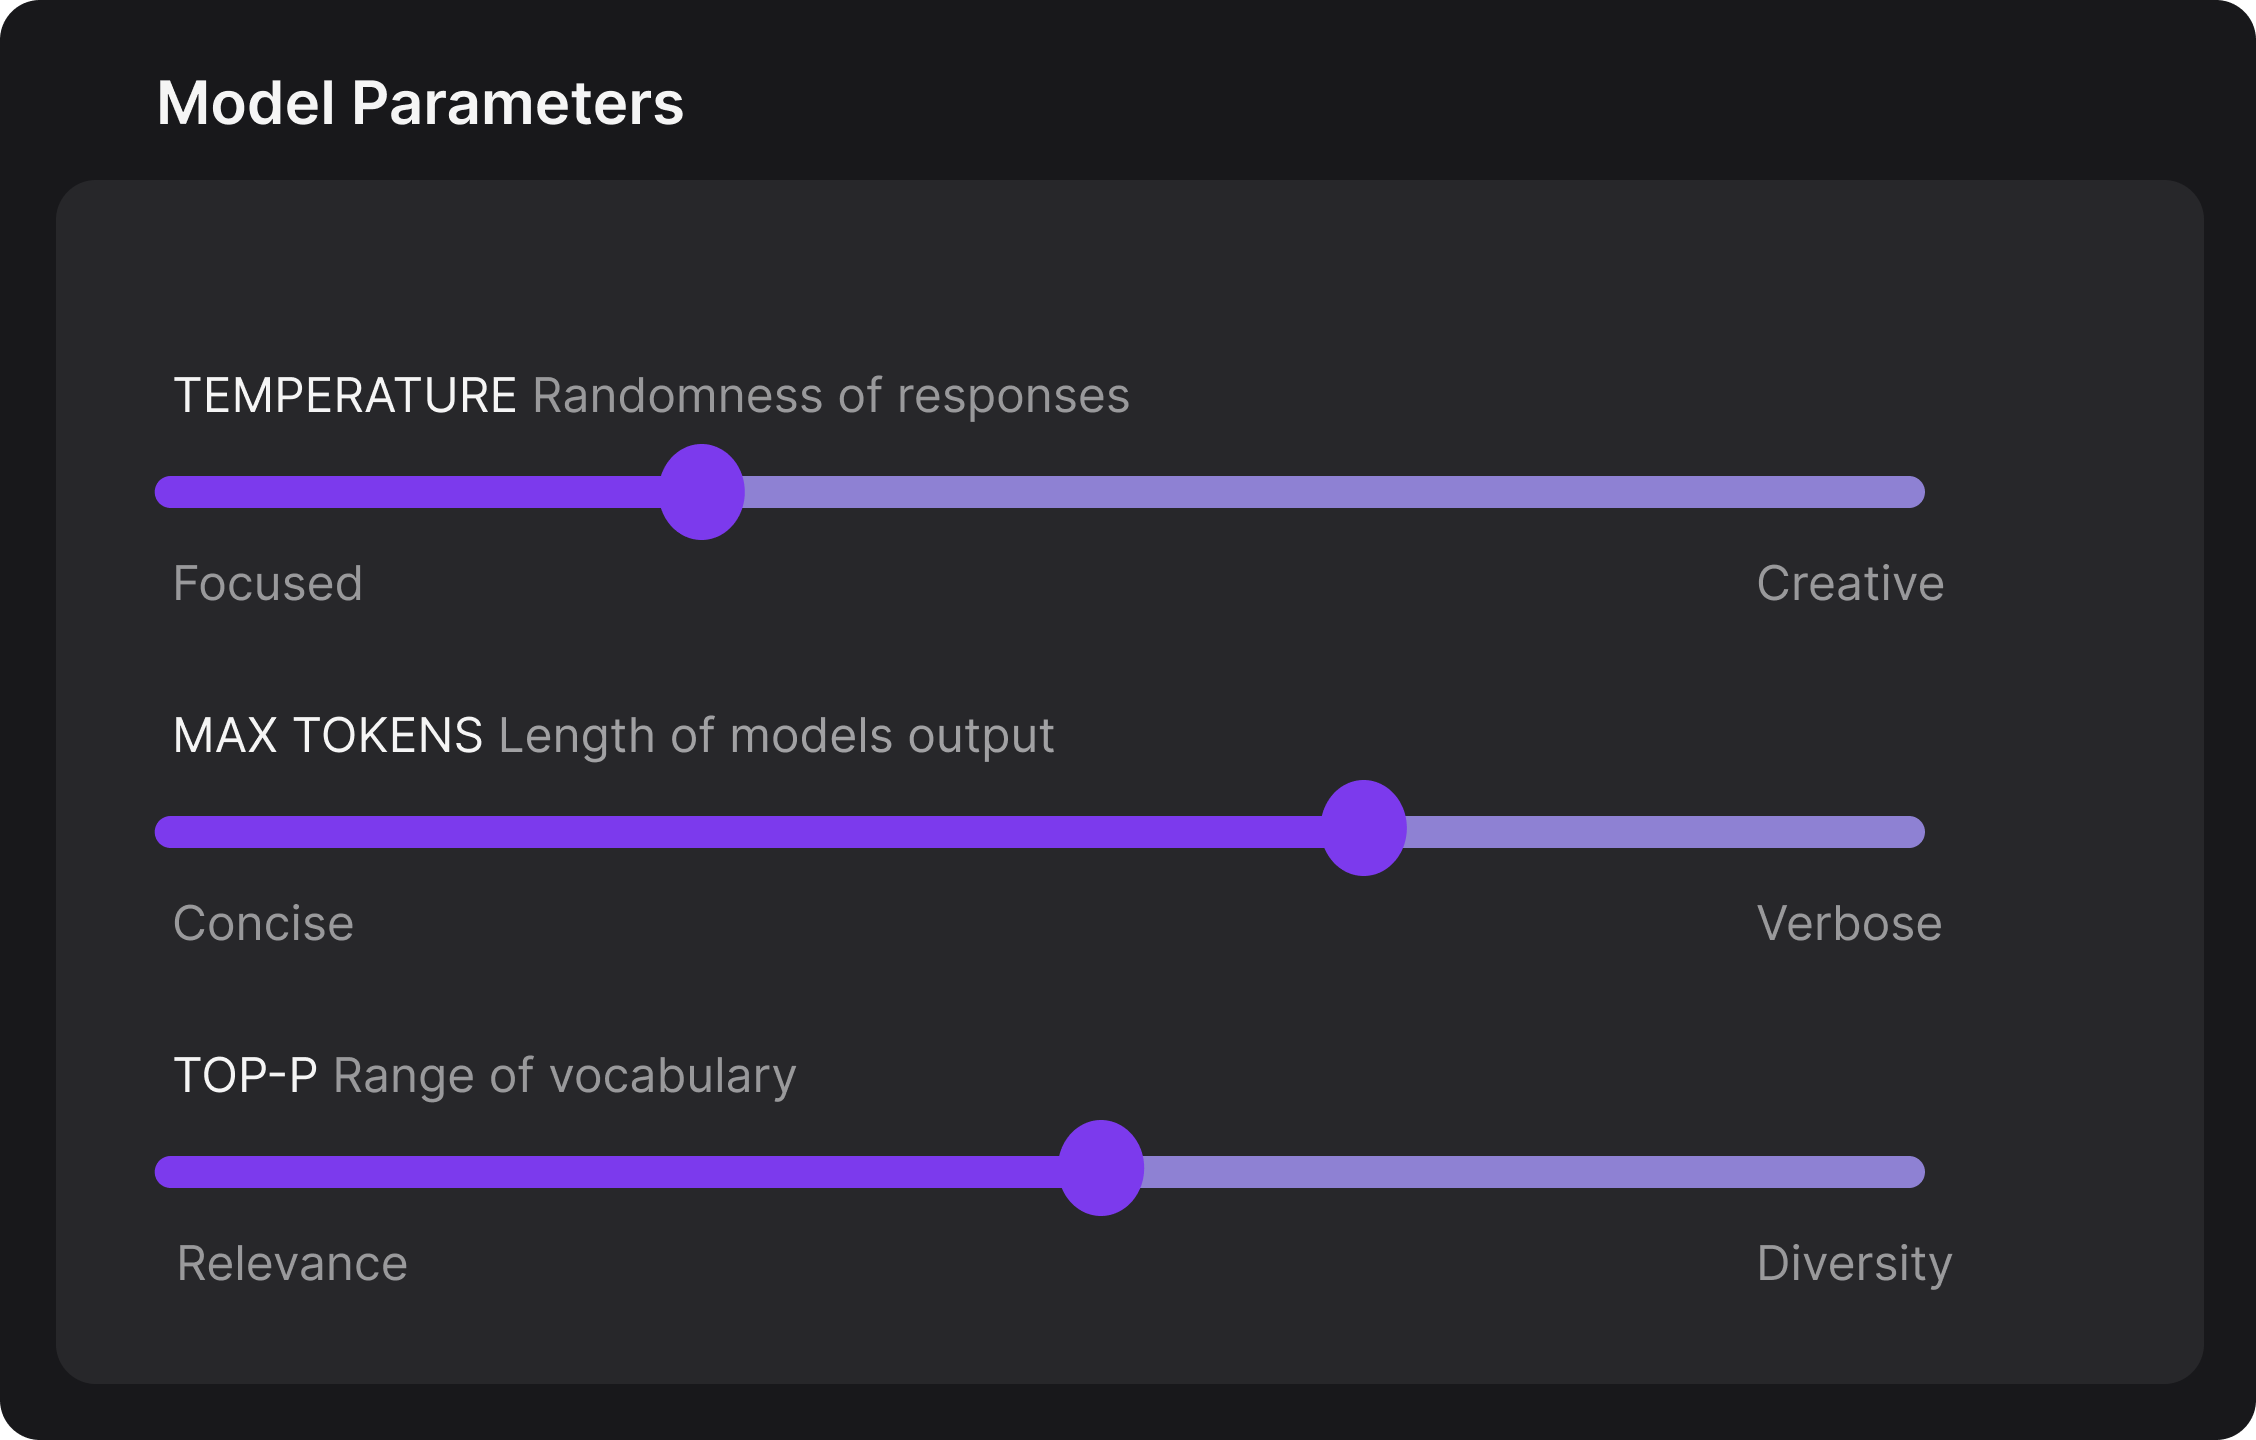 Model Parameters
TEMPERATURE Randomness of responses
Focused Creative
MAX TOKENS Length of models output
Concise Verbose
TOP-P Range of vocabulary
Relevance Diversity